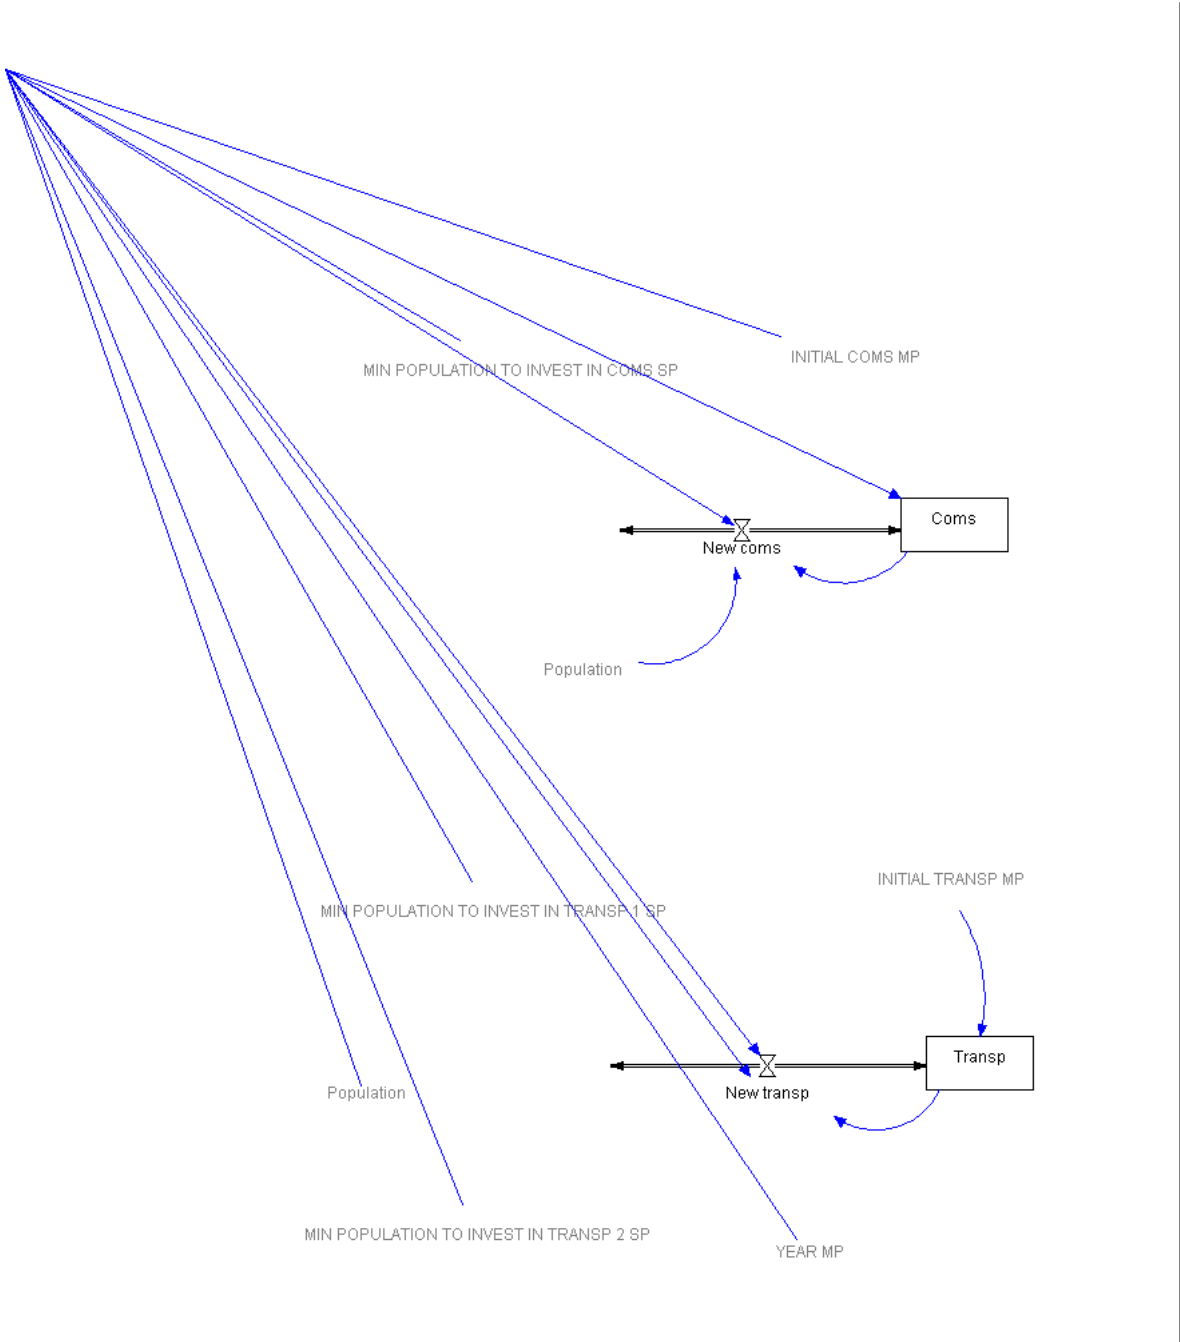 INITIAL COMS MP
MIN POPULATION TO INVEST IN COMS SP
Coms
New coms
Population
INITIAL TRANSP MP
MIN POPULATION TO INVEST IN TRANSP 1 SP
Transp
New transp
Population
MIN POPULATION TO INVEST IN TRANSP 2 SP
YEAR MP